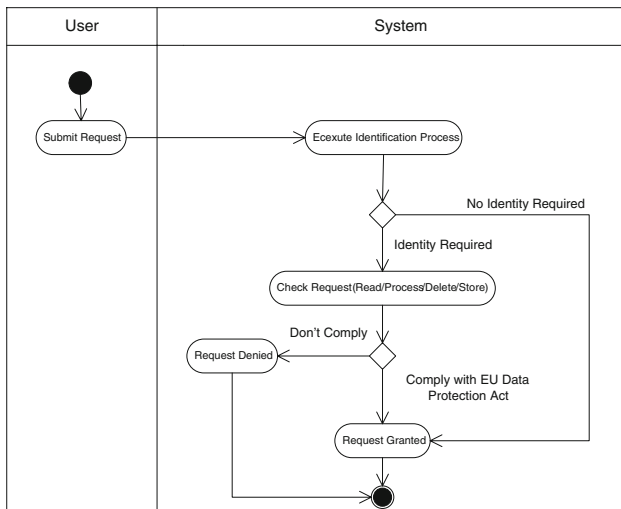 User
System
Submit Request
Ecexute Identification Process
No Identity Required
Identity Required
Check Request(Read/Process/Delete/Store)
Don't Comply
Request Denied
Comply with EU Data
Protection Act
Request Granted